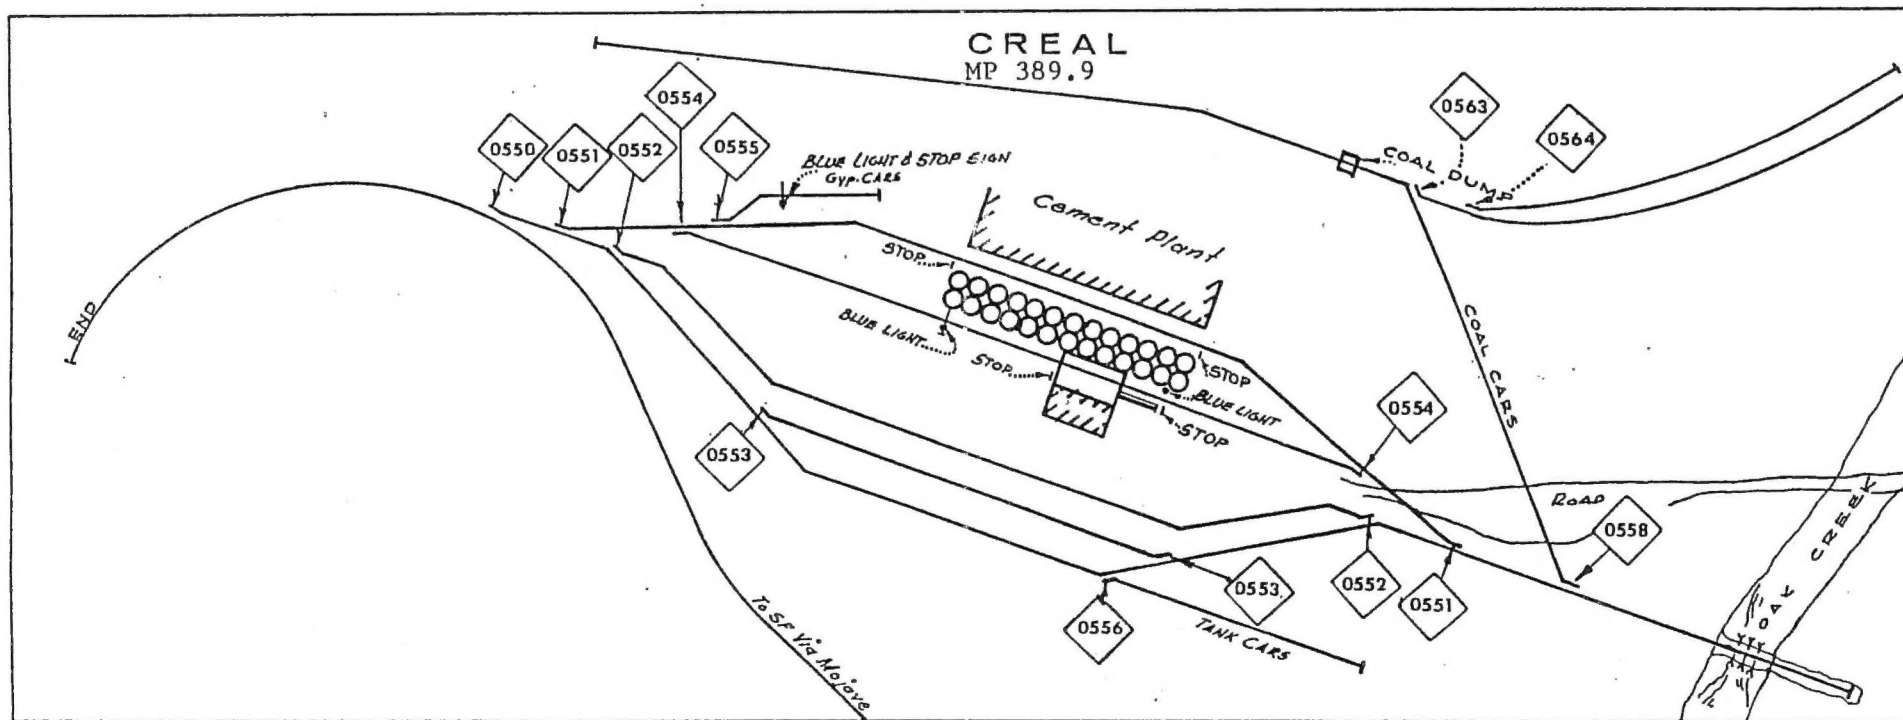 CREAL
MP 389.9
0554
0563
0564
0550
0551
0552
0555
BLUE LIGHT & STOP SIGN
GYP. CARS
COAL DUMP
Cement Plant
STOP
END
BLUE LIGHT
STOP
STOP
BLUE LIGHT
STOP
COAL CARS
0554
0553
ROAD
OAK CREEK
0558
0553
0552
0551
0556
TANK CARS
To SF Via Mojave